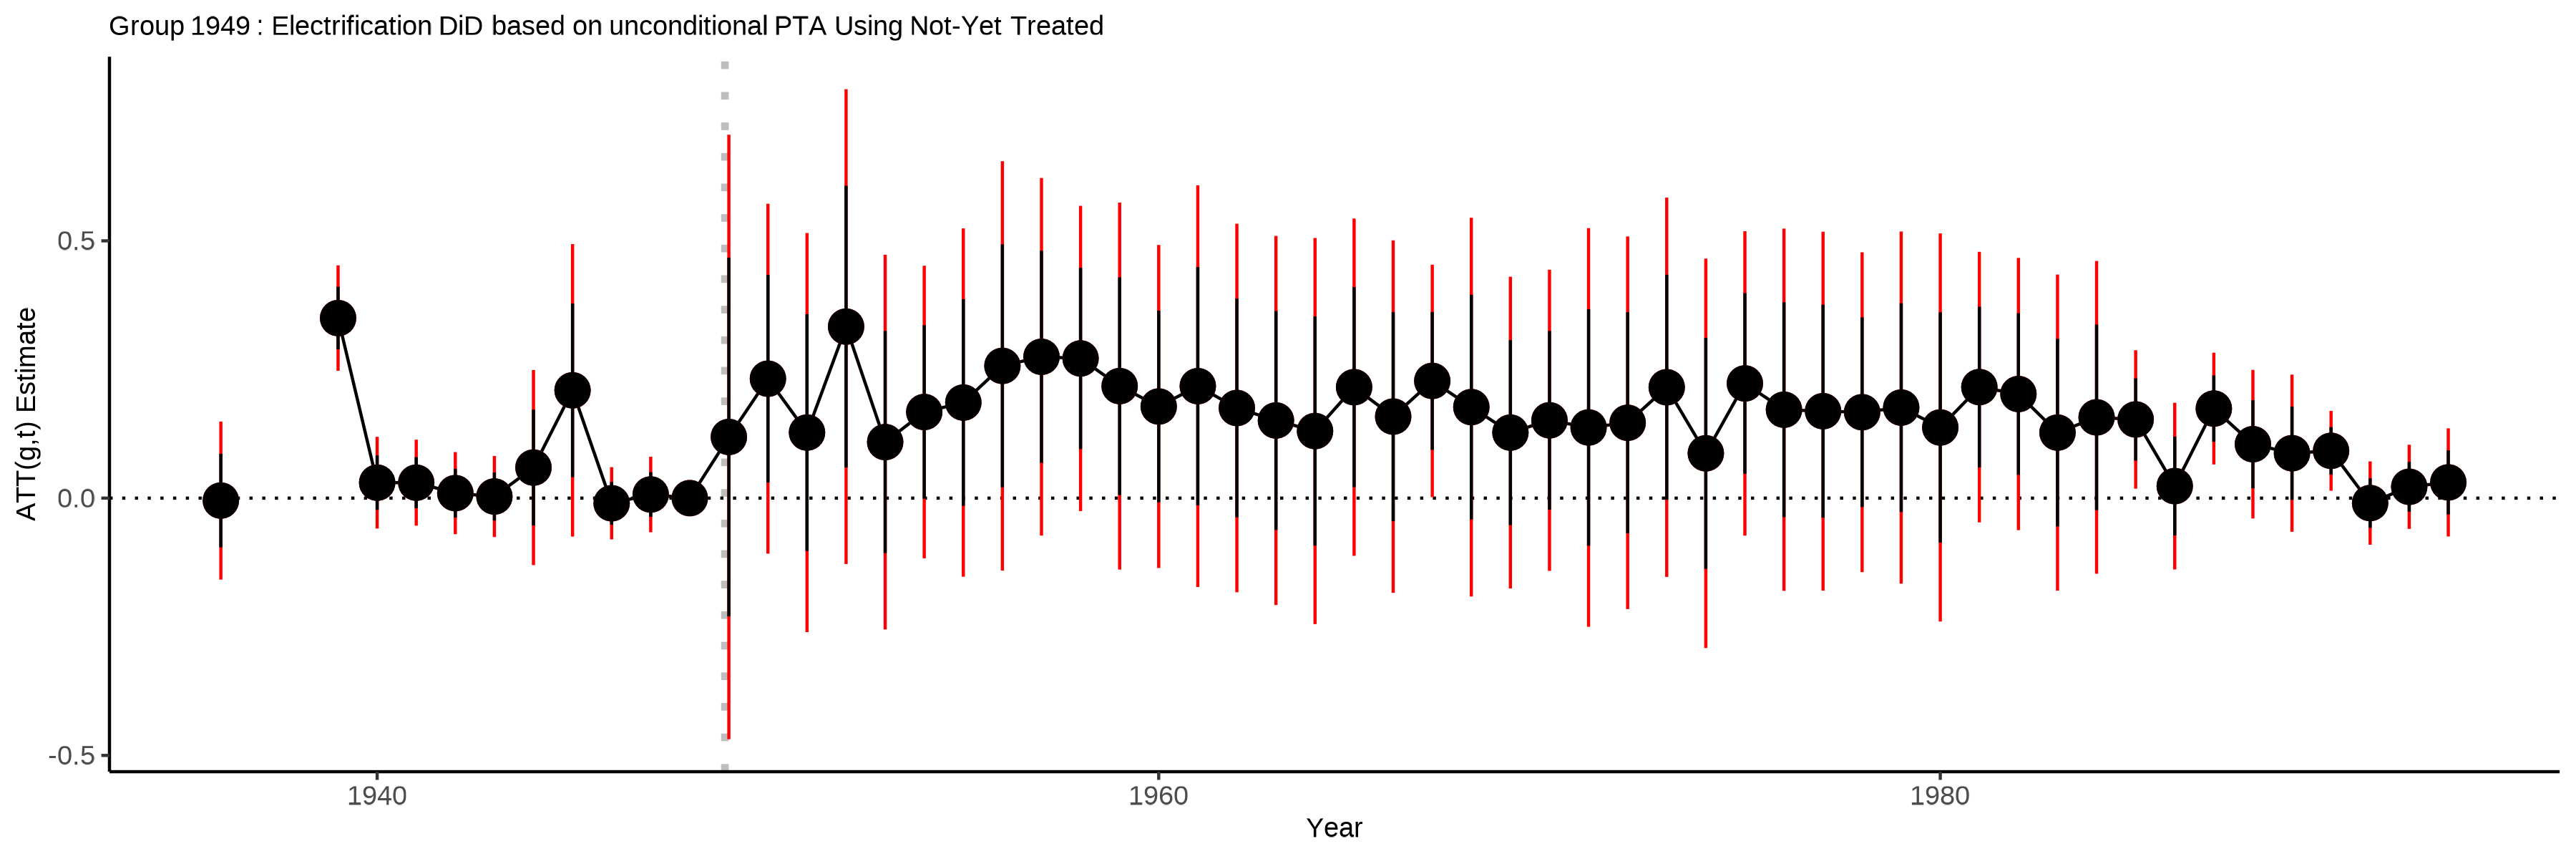 Group 1949 : Electrification DiD based on unconditional PTA Using Not-Yet Treated
ATT(g,t) Estimate
0.5
0.0
-0.5
1940
1960
1980
Year